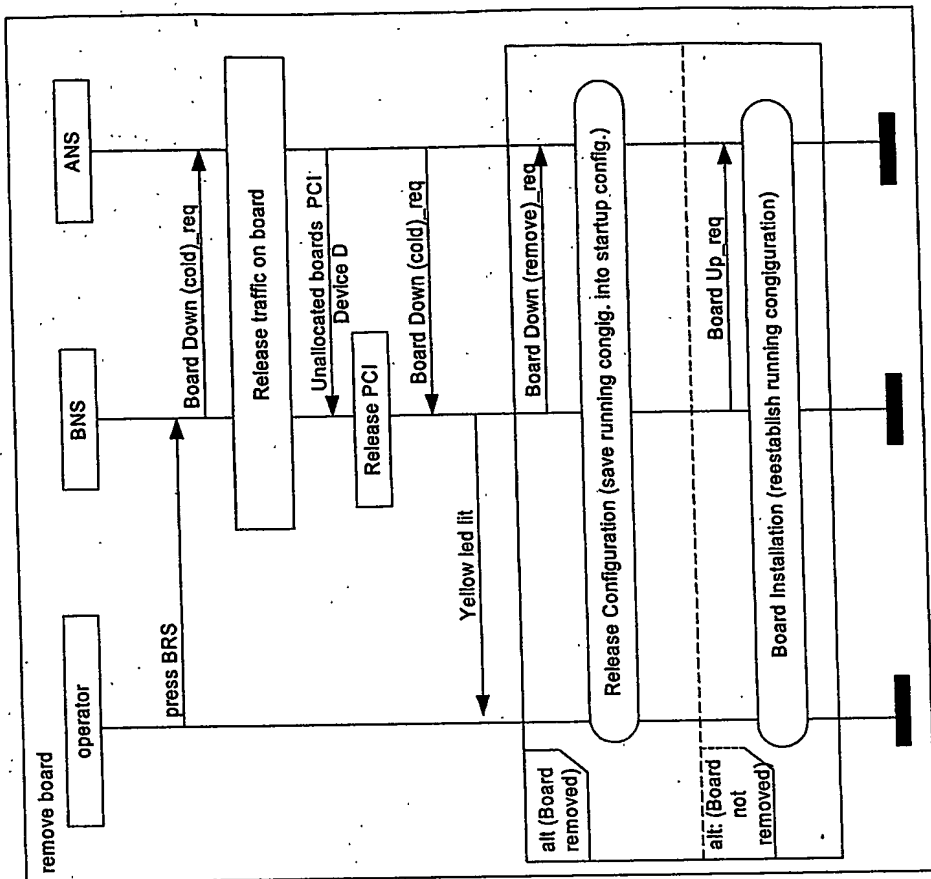 remove board
operator
BNS
ANS
press BRS
Board Down (cold)_req
Release traffic on board
Unallocated boards PCI
Device D
Release PCI
Board Down (cold)_req
Yellow led lit
alt (Board
removed)
Board Down (remove)_req
Release Configuration (save running congig. into startup config.)
alt: (Board
not
removed)
Board Up_req
Board Installation (reestablish running congiguration)